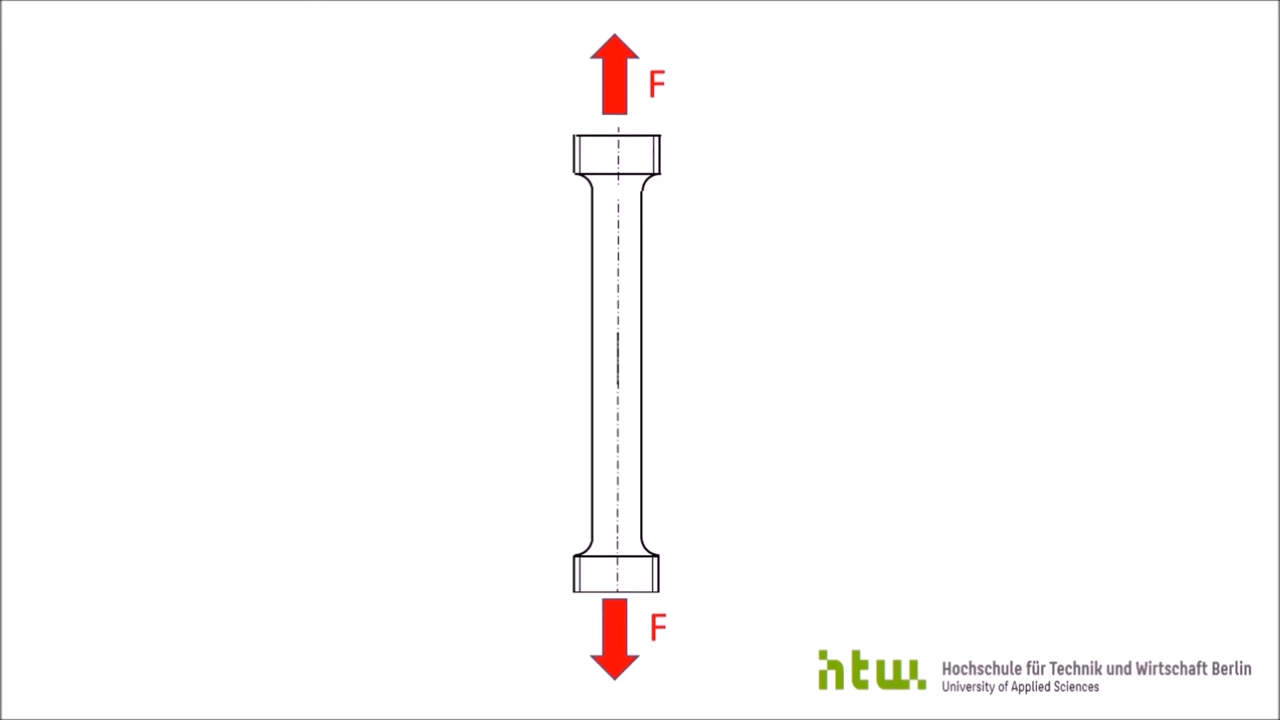 F
F
htw.
Hochschule für Technik und Wirtschaft Berlin
University of Applied Sciences